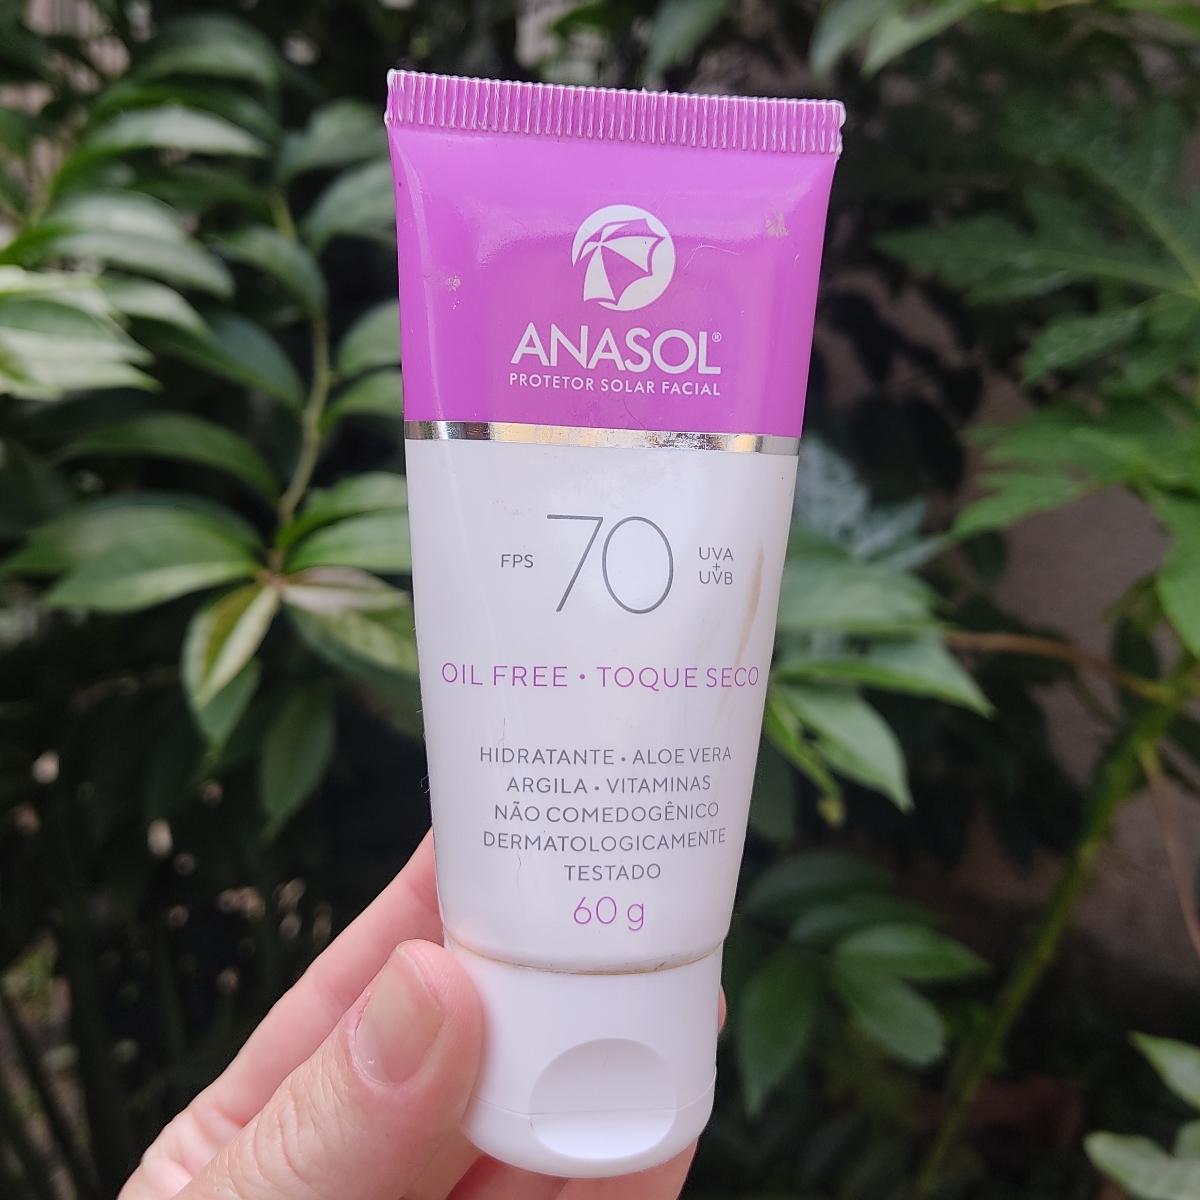 ANASOL®
PROTETOR SOLAR FACIAL
FPS 70 UVA + UVB
OIL FREE • TOQUE SECO
HIDRATANTE • ALOE VERA
ARGILA • VITAMINAS
NÃO COMEDOGÊNICO
DERMATOLOGICAMENTE
TESTADO
60 g